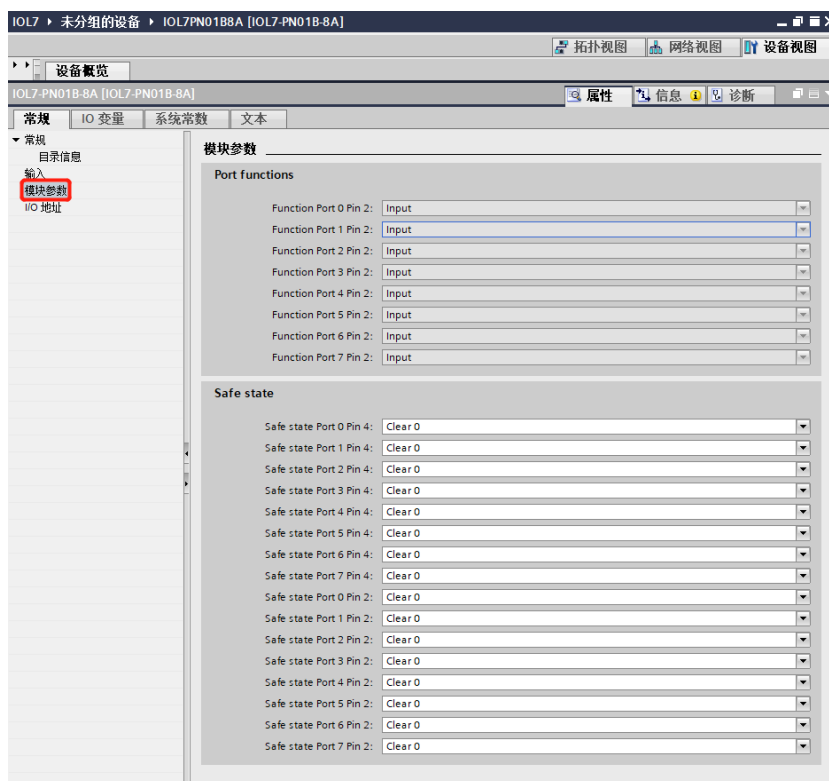 IOL7 ▸ 未分组的设备 ▸ IOL7PN01B8A [IOL7-PN01B-8A]
拓扑视图 网络视图 设备视图
设备概览
IOL7-PN01B-8A [IOL7-PN01B-8A] 属性 信息 诊断
常规 IO 变量 系统常数 文本
常规
目录信息
输入
模块参数
I/O 地址
模块参数
Port functions
Function Port 0 Pin 2: Input
Function Port 1 Pin 2: Input
Function Port 2 Pin 2: Input
Function Port 3 Pin 2: Input
Function Port 4 Pin 2: Input
Function Port 5 Pin 2: Input
Function Port 6 Pin 2: Input
Function Port 7 Pin 2: Input
Safe state
Safe state Port 0 Pin 4: Clear 0
Safe state Port 1 Pin 4: Clear 0
Safe state Port 2 Pin 4: Clear 0
Safe state Port 3 Pin 4: Clear 0
Safe state Port 4 Pin 4: Clear 0
Safe state Port 5 Pin 4: Clear 0
Safe state Port 6 Pin 4: Clear 0
Safe state Port 7 Pin 4: Clear 0
Safe state Port 0 Pin 2: Clear 0
Safe state Port 1 Pin 2: Clear 0
Safe state Port 2 Pin 2: Clear 0
Safe state Port 3 Pin 2: Clear 0
Safe state Port 4 Pin 2: Clear 0
Safe state Port 5 Pin 2: Clear 0
Safe state Port 6 Pin 2: Clear 0
Safe state Port 7 Pin 2: Clear 0